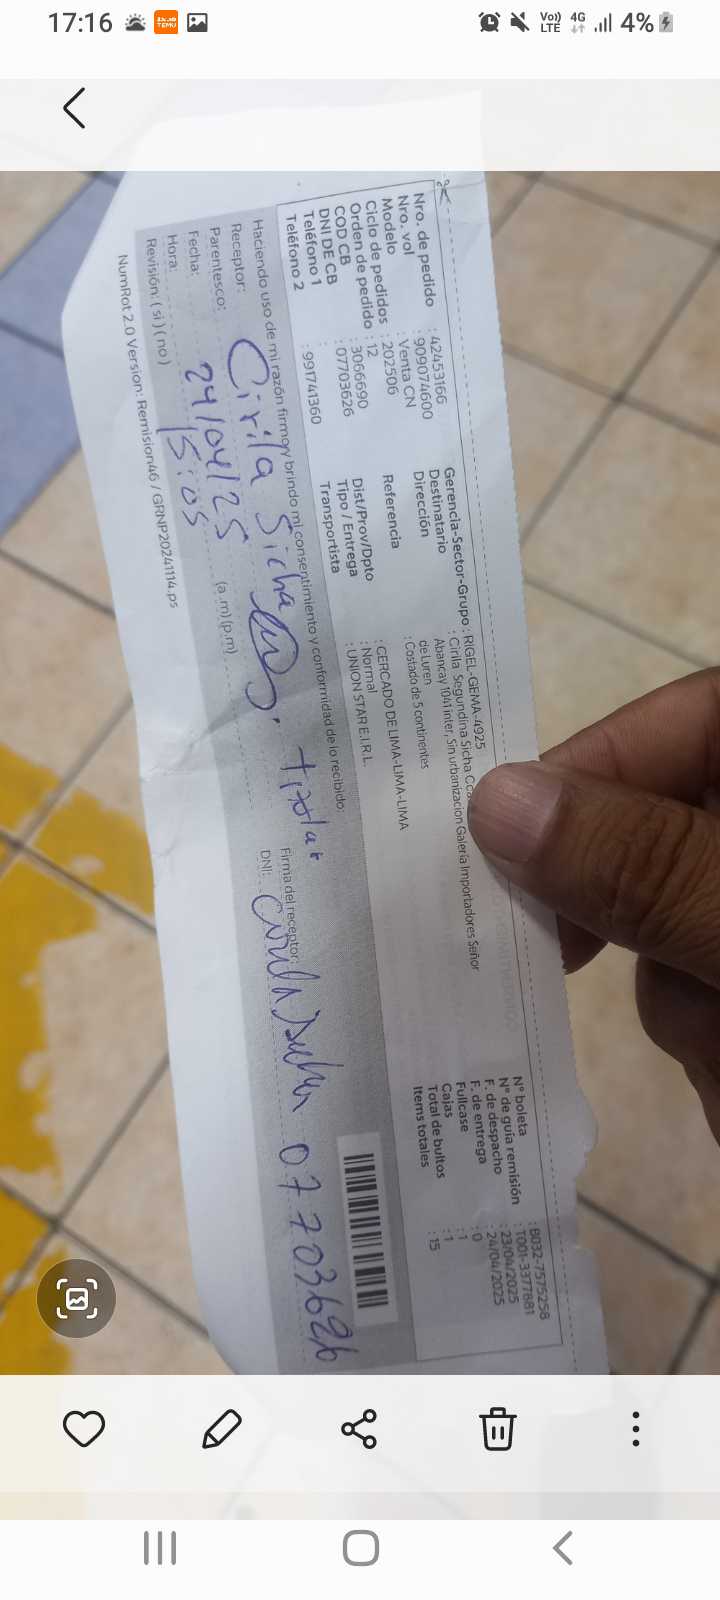 17:16
Vo)) LTE 4G 4%
Nro. de pedido : 42453166
Nro. vol : 909074600
Modelo : Venta CN
Ciclo de pedidos : 202506
Orden de pedido : 12
COD CB : 3066690
DNI DE CB : 07703626
Teléfono 1
Teléfono 2 : 991741360
Gerencia-Sector-Grupo : RIGEL-GEMA-4925
Destinatario : Cirila Segundina Sicha
Dirección : Abancay 1041 inter, Sin urbanizacion Galería Importadores Señor
de Luren
Referencia : Costado de 5 continentes
Dist/Prov/Dpto : CERCADO DE LIMA-LIMA-LIMA
Tipo / Entrega : Normal
Transportista : UNION STAR E.I.R.L.
N° boleta : B032-7575258
N° de guía remisión : T001-3377881
F. de despacho : 23/04/2025
F. de entrega : 24/04/2025
Fullcase : 0
Cajas : 1
Total de bultos : 1
Items totales : 15
Haciendo uso de mi razón firmo y brindo mi consentimiento y conformidad de lo recibido:
Receptor: Cirila Sicha
Parentesco: titular
Fecha: 24/04/25
Hora: 15:05 (a.m)(p.m)
Revisión: ( si ) ( no )
Firma del receptor: Cirila Sicha
DNI: 07703626
NumRot 2.0 Version: Remision46 / GRNP20241114.ps